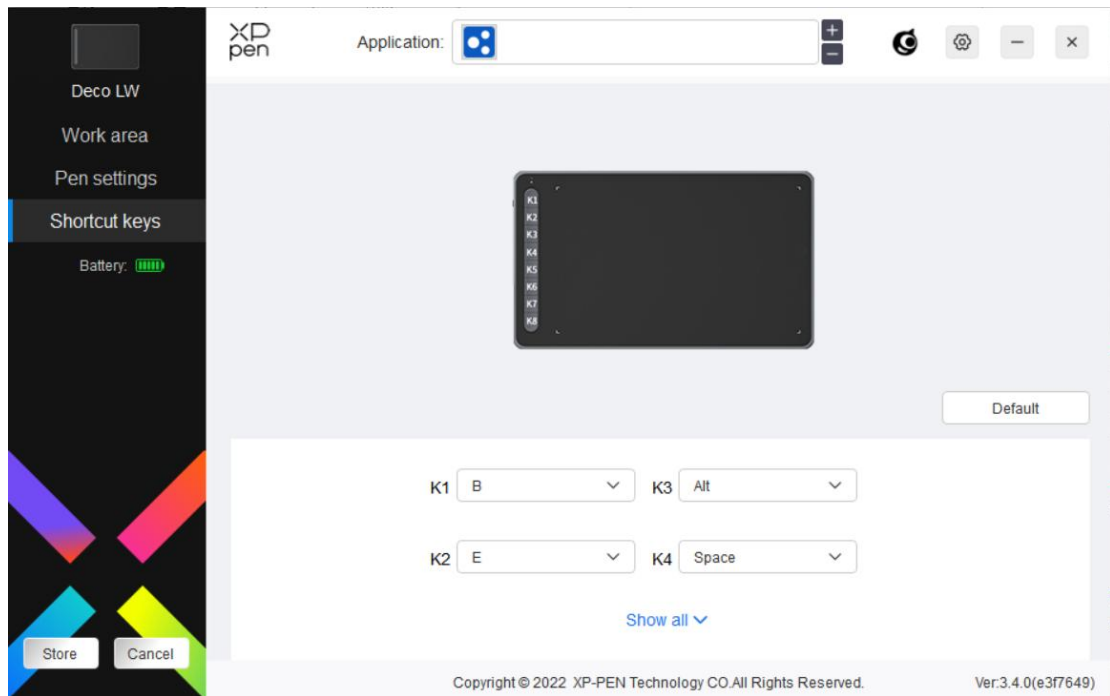 Deco LW
Work area
Pen settings
Shortcut keys
Battery:
Store
Cancel
XP
pen
Application:
K1
K2
K3
K4
K5
K6
K7
K8
Default
K1 B K3 Alt
K2 E K4 Space
Show all
Copyright © 2022 XP-PEN Technology CO.All Rights Reserved. Ver:3.4.0(e3f7649)